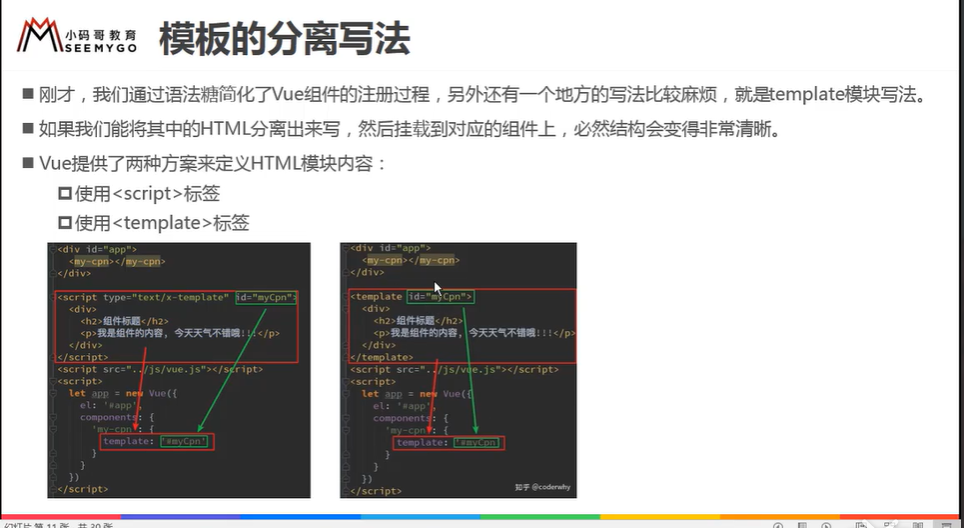 小码哥教育
SEEMYGO
模板的分离写法
刚才，我们通过语法糖简化了Vue组件的注册过程，另外还有一个地方的写法比较麻烦，就是template模块写法。
如果我们能将其中的HTML分离出来写，然后挂载到对应的组件上，必然结构会变得非常清晰。
Vue提供了两种方案来定义HTML模块内容：
使用<script>标签
使用<template>标签
<div id="app">
<my-cpn></my-cpn>
</div>
<script type="text/x-template" id="myCpn">
<div>
<h2>组件标题</h2>
<p>我是组件的内容, 今天天气不错哦!!!</p>
</div>
</script>
<script src="../js/vue.js"></script>
<script>
let app = new Vue({
el: '#app',
components: {
'my-cpn': {
template: '#myCpn'
}
}
})
</script>
<div id="app">
<my-cpn></my-cpn>
</div>
<template id="myCpn">
<div>
<h2>组件标题</h2>
<p>我是组件的内容, 今天天气不错哦!!!</p>
</div>
</template>
<script src="../js/vue.js"></script>
<script>
let app = new Vue({
el: '#app',
components: {
'my-cpn': {
template: '#myCpn'
}
}
})
</script>
知乎 @coderwhy